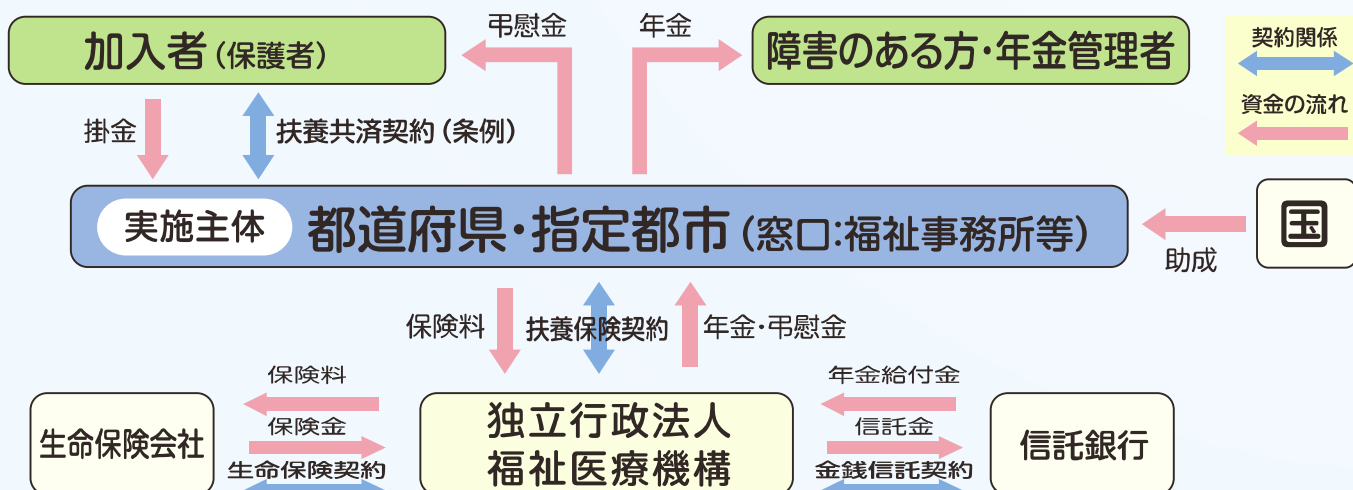 弔慰金
年金
契約関係
加入者(保護者)
障害のある方・年金管理者
資金の流れ
掛金
扶養共済契約(条例)
実施主体
都道府県・指定都市(窓口:福祉事務所等)
国
助成
保険料
扶養保険契約
年金・弔慰金
保険料
年金給付金
生命保険会社
保険金
独立行政法人
福祉医療機構
信託金
信託銀行
生命保険契約
金銭信託契約